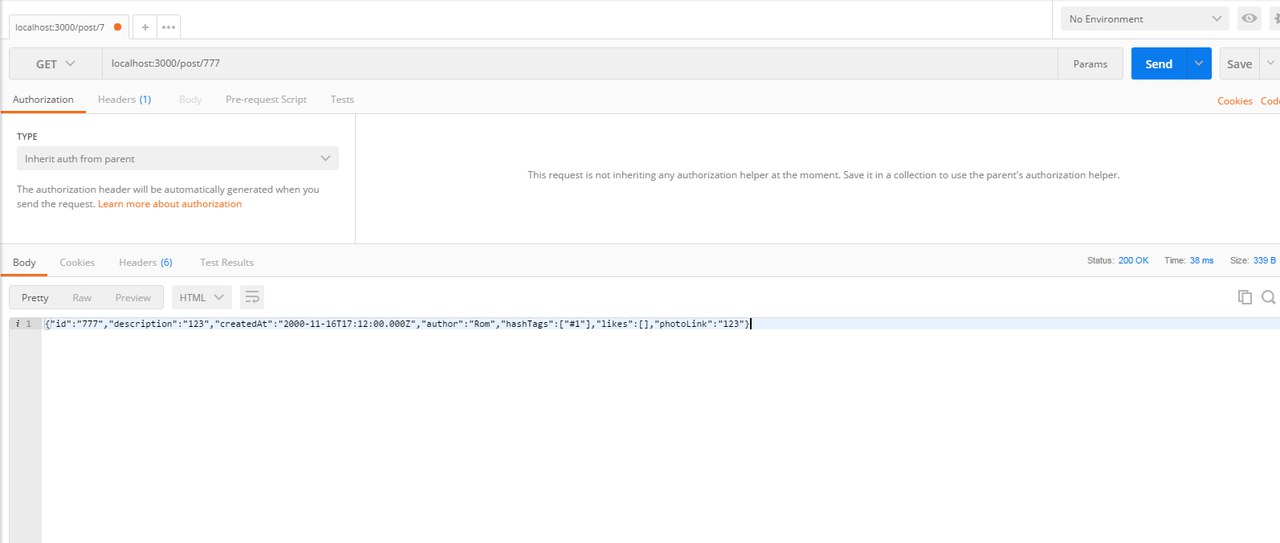 localhost:3000/post/7
+
•••
No Environment
GET
localhost:3000/post/777
Params
Send
Save
Authorization
Headers (1)
Body
Pre-request Script
Tests
Cookies
Code
TYPE
Inherit auth from parent
The authorization header will be automatically generated when you
send the request. Learn more about authorization
This request is not inheriting any authorization helper at the moment. Save it in a collection to use the parent's authorization helper.
Body
Cookies
Headers (6)
Test Results
Status: 200 OK
Time: 38 ms
Size: 339 B
Pretty
Raw
Preview
HTML
i 1
{"id":"777","description":"123","createdAt":"2000-11-16T17:12:00.000Z","author":"Rom","hashTags":["#1"],"likes":[],"photoLink":"123"}